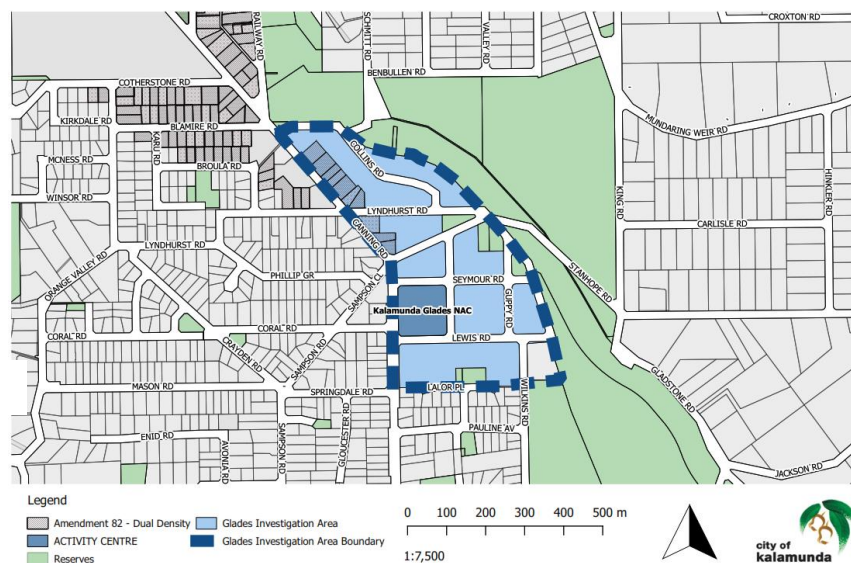 CROXTON RD
RAILWAY RD
SCHMITT RD
VALLEY RD
BENBULLEN RD
COTHERSTONE RD
KIRKDALE RD
BLAMIRE RD
MUNDARING WEIR RD
KARU RD
MCNESS RD
BROULA RD
COLLINS RD
KING RD
HINKLER RD
WINSOR RD
LYNDHURST RD
CARLISLE RD
CANNING RD
LYNDHURST RD
ORANGE VALLEY RD
PHILLIP GR
SAMPSON CL
SEYMOUR RD
STANHOPE RD
GUPPY RD
Kalamunda Glades NAC
CORAL RD
CORAL RD
LEWIS RD
CRAYDEN RD
SAMPSON RD
GLADSTONE RD
MASON RD
SPRINGDALE RD
LALOR PL
WILKINS RD
GLOUCESTER RD
PAULINE AV
ENID RD
AVONIA RD
SAMPSON RD
JACKSON RD
Legend
Amendment 82 - Dual Density
ACTIVITY CENTRE
Reserves
Glades Investigation Area
Glades Investigation Area Boundary
0 100 200 300 400 500 m
1:7,500
city of
kalamunda